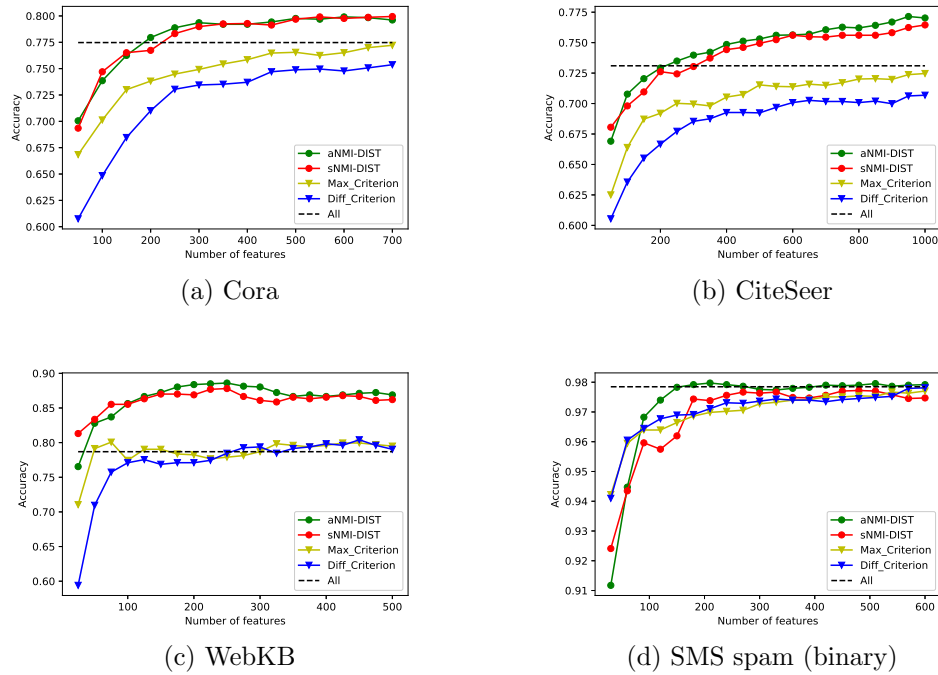 0.800
0.775
0.750
0.725
0.700
0.675
0.650
0.625
0.600
Accuracy
100 200 300 400 500 600 700
Number of features
aNMI-DIST
sNMI-DIST
Max_Criterion
Diff_Criterion
All
(a) Cora
0.775
0.750
0.725
0.700
0.675
0.650
0.625
0.600
Accuracy
200 400 600 800 1000
Number of features
aNMI-DIST
sNMI-DIST
Max_Criterion
Diff_Criterion
All
(b) CiteSeer
0.90
0.85
0.80
0.75
0.70
0.65
0.60
Accuracy
100 200 300 400 500
Number of features
aNMI-DIST
sNMI-DIST
Max_Criterion
Diff_Criterion
All
(c) WebKB
0.98
0.97
0.96
0.95
0.94
0.93
0.92
0.91
Accuracy
100 200 300 400 500 600
Number of features
aNMI-DIST
sNMI-DIST
Max_Criterion
Diff_Criterion
All
(d) SMS spam (binary)